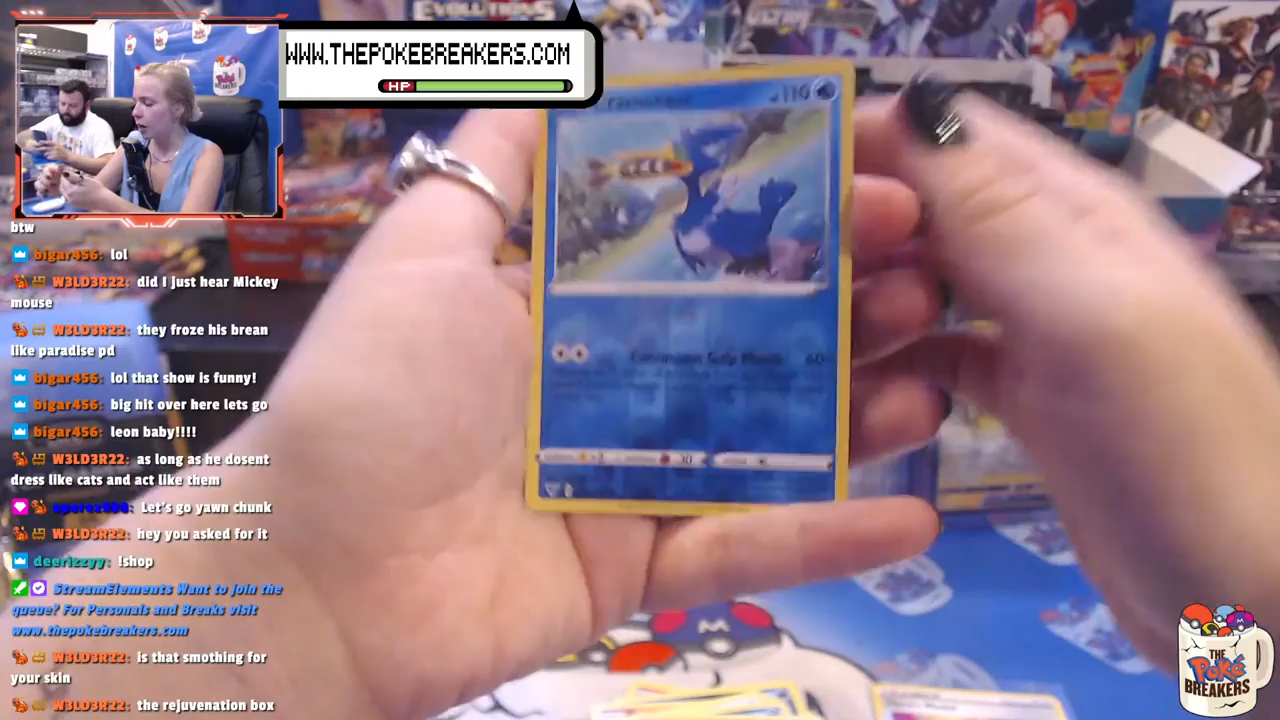 EVOLUTIONS
WWW.THEPOKEBREAKERS.COM
HP
110
btw
bigar456: lol
W3LD3R22: did I just hear Mickey
mouse
W3LD3R22: they froze his brean
like paradise pd
bigar456: lol that show is funny!
bigar456: big hit over here lets go
bigar456: leon baby!!!!
W3LD3R22: as long as he dosent
dress like cats and act like them
Let's go yawn chunk
W3LD3R22: hey you asked for it
deerizzyy: !shop
StreamElements Want to join the
queue? For Personals and Breaks visit
www.thepokebreakers.com
W3LD3R22: is that smothing for
your skin
W3LD3R22: the rejuvenation box
60
THE
Poké
BREAKERS